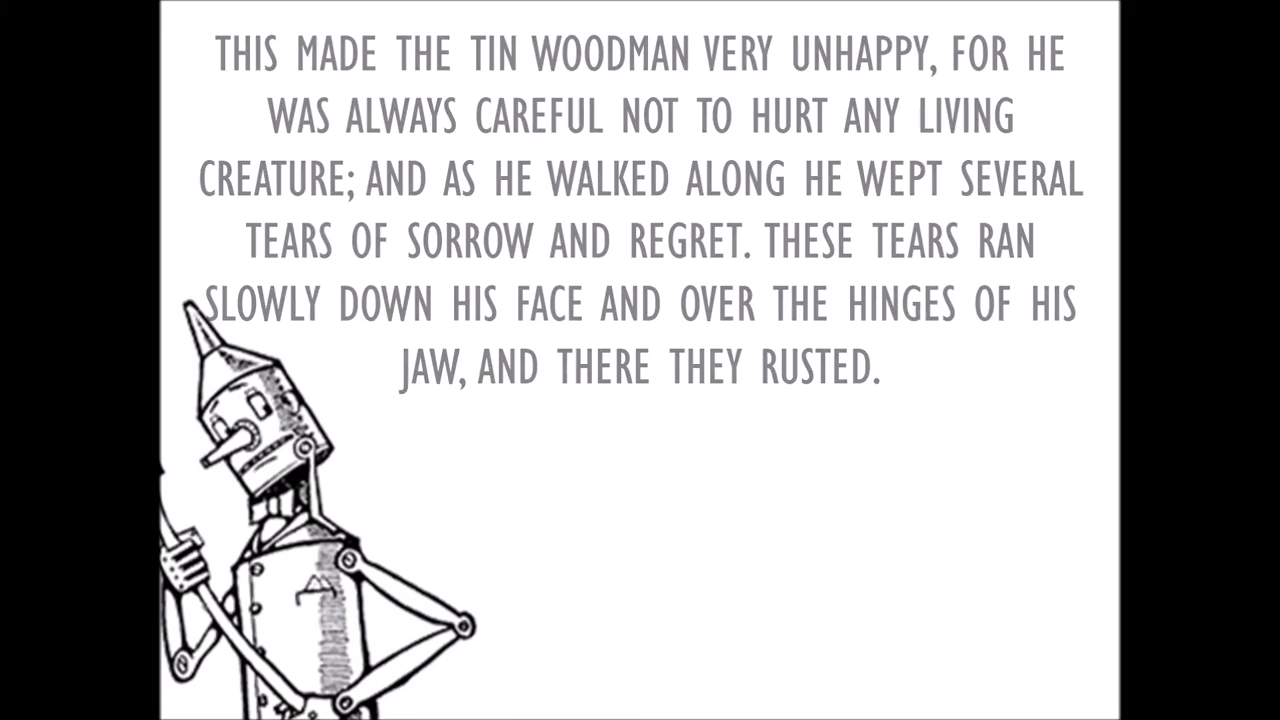 THIS MADE THE TIN WOODMAN VERY UNHAPPY, FOR HE
WAS ALWAYS CAREFUL NOT TO HURT ANY LIVING
CREATURE; AND AS HE WALKED ALONG HE WEPT SEVERAL
TEARS OF SORROW AND REGRET. THESE TEARS RAN
SLOWLY DOWN HIS FACE AND OVER THE HINGES OF HIS
JAW, AND THERE THEY RUSTED.